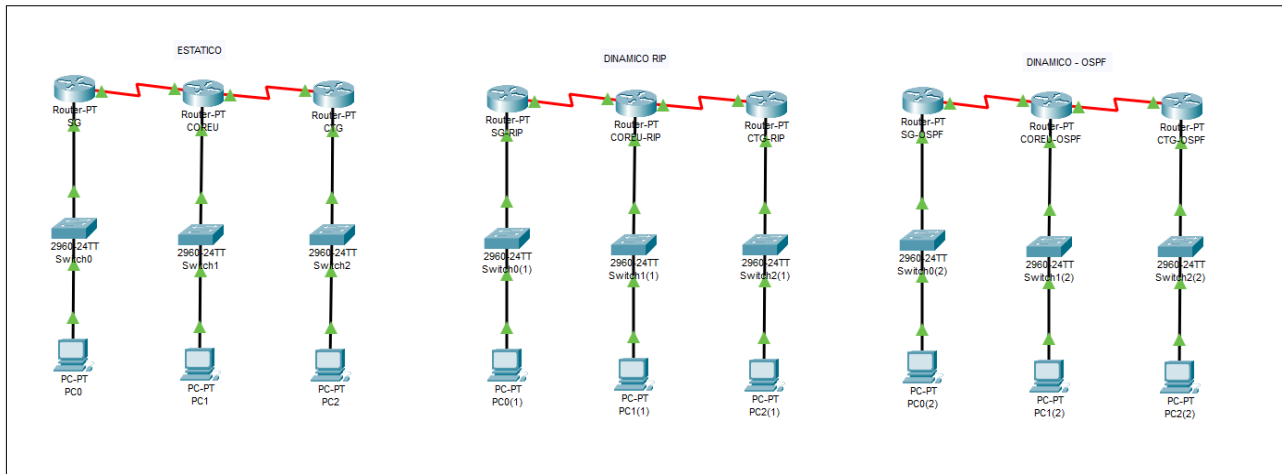 ESTATICO
Router-PT
SG
Router-PT
COREU
Router-PT
CTG
2960-24TT
Switch0
2960-24TT
Switch1
2960-24TT
Switch2
PC-PT
PC0
PC-PT
PC1
PC-PT
PC2
DINAMICO RIP
Router-PT
SG-RIP
Router-PT
COREU-RIP
Router-PT
CTG-RIP
2960-24TT
Switch0(1)
2960-24TT
Switch1(1)
2960-24TT
Switch2(1)
PC-PT
PC0(1)
PC-PT
PC1(1)
PC-PT
PC2(1)
DINAMICO - OSPF
Router-PT
SG-OSPF
Router-PT
COREU-OSPF
Router-PT
CTG-OSPF
2960-24TT
Switch0(2)
2960-24TT
Switch1(2)
2960-24TT
Switch2(2)
PC-PT
PC0(2)
PC-PT
PC1(2)
PC-PT
PC2(2)